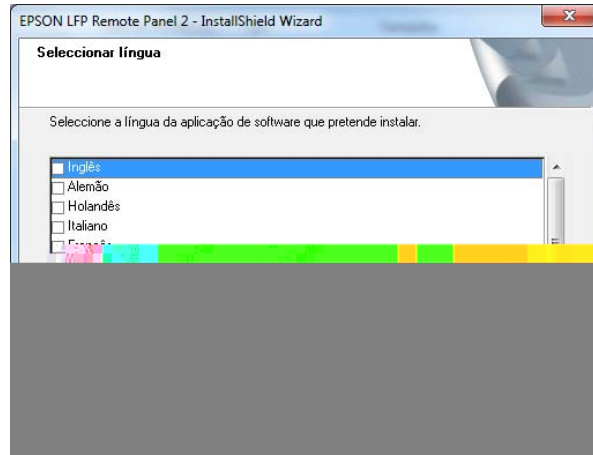 EPSON LFP Remote Panel 2 - InstallShield Wizard
Seleccionar língua
Seleccione a língua da aplicação de software que pretende instalar.
Inglês
Alemão
Holandês
Italiano